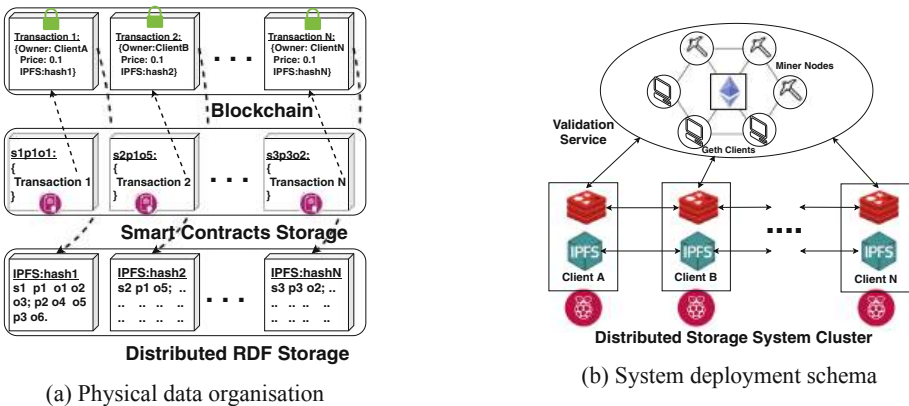 Transaction 1:
{Owner: ClientA
Price: 0.1
IPFS:hash1}
Transaction 2:
{Owner:ClientB
Price: 0.1
IPFS:hash2}
. . .
Transaction N:
{Owner: ClientN
Price: 0.1
IPFS:hashN}
Blockchain
s1p1o1:
{
Transaction 1
}
s2p1o5:
{
Transaction 2
}
. . .
s3p3o2:
{
Transaction N
}
Smart Contracts Storage
IPFS:hash1
s1 p1 o1 o2
o3; p2 o4 o5
p3 o6.
IPFS:hash2
s2 p1 o5; ..
.. .. .. ..
.. .. .. ..
. . .
IPFS:hashN
s3 p3 o2; ..
.. .. .. ..
.. .. .. ..
Distributed RDF Storage
(a) Physical data organisation
Miner Nodes
Validation
Service
Geth Clients
IPFS
Client A
IPFS
Client B
....
IPFS
Client N
Distributed Storage System Cluster
(b) System deployment schema